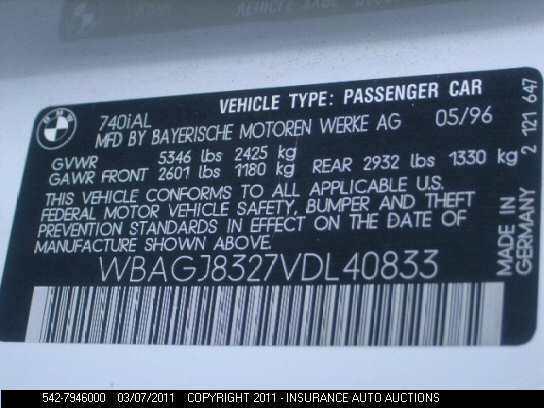 BMW
VEHICLE TYPE: PASSENGER CAR
740iAL
MFD BY BAYERISCHE MOTOREN WERKE AG 05/96
GVWR 5346 lbs 2425 kg
GAWR FRONT 2601 lbs 1180 kg REAR 2932 lbs 1330 kg
THIS VEHICLE CONFORMS TO ALL APPLICABLE U.S.
FEDERAL MOTOR VEHICLE SAFETY, BUMPER AND THEFT
PREVENTION STANDARDS IN EFFECT ON THE DATE OF
MANUFACTURE SHOWN ABOVE.
WBAGJ8327VDL40833
MADE IN
GERMANY
2 121 647
542-7946000 03/07/2011 COPYRIGHT 2011 - INSURANCE AUTO AUCTIONS